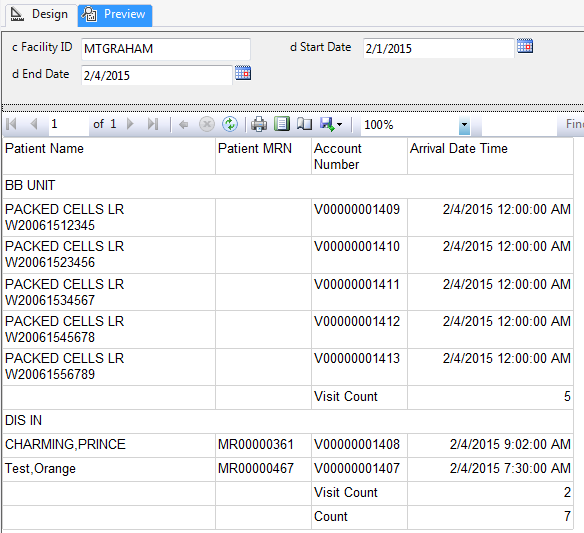 Design Preview
c Facility ID MTGRAHAM d Start Date 2/1/2015
d End Date 2/4/2015
1 of 1 100% Fin
Patient Name Patient MRN Account Number Arrival Date Time
BB UNIT
PACKED CELLS LR V00000001409 2/4/2015 12:00:00 AM
W20061512345
PACKED CELLS LR V00000001410 2/4/2015 12:00:00 AM
W20061523456
PACKED CELLS LR V00000001411 2/4/2015 12:00:00 AM
W20061534567
PACKED CELLS LR V00000001412 2/4/2015 12:00:00 AM
W20061545678
PACKED CELLS LR V00000001413 2/4/2015 12:00:00 AM
W20061556789
Visit Count 5
DIS IN
CHARMING,PRINCE MR00000361 V00000001408 2/4/2015 9:02:00 AM
Test,Orange MR00000467 V00000001407 2/4/2015 7:30:00 AM
Visit Count 2
Count 7